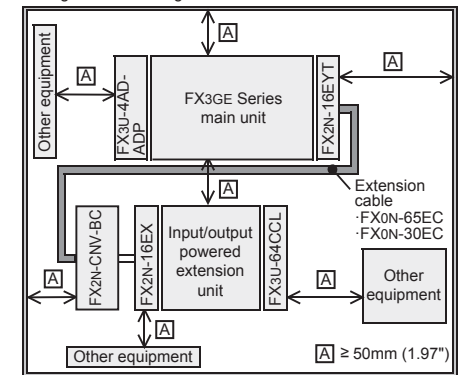 A
Other equipment
A
FX3U-4AD-
ADP
FX3GE Series
main unit
FX2N-16EYT
A
A
Extension
cable
·FX0N-65EC
·FX0N-30EC
FX2N-CNV-BC
FX2N-16EX
Input/output
powered
extension
unit
FX3U-64CCL
A
A
Other
equipment
A
Other equipment
A ≥ 50mm (1.97")